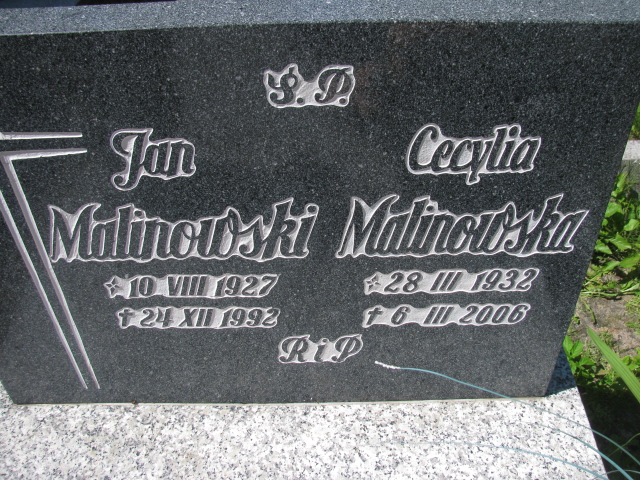 Ś. P.
Jan
Malinowski
10 VIII 1927
† 24 XII 1992
Cecylia
Malinowska
28 III 1932
† 6 III 2006
R i P